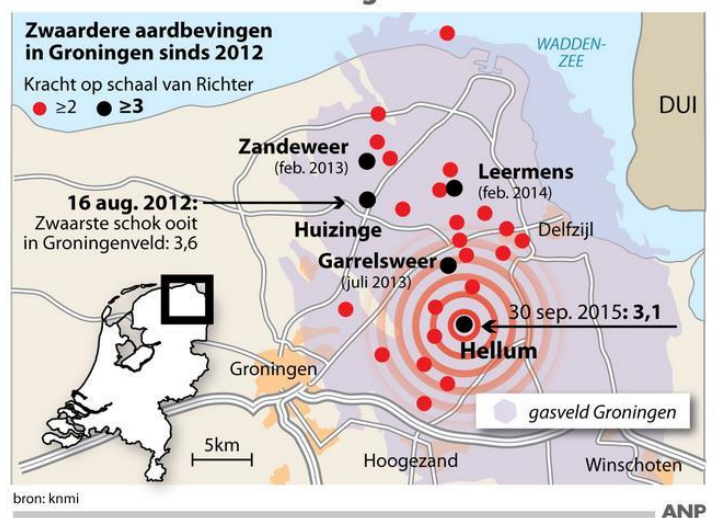 Zwaardere aardbevingen
in Groningen sinds 2012
Kracht op schaal van Richter
≥2 ≥3
WADDEN-
ZEE
DUI
Zandeweer
(feb. 2013)
Leermens
(feb. 2014)
16 aug. 2012:
Zwaarste schok ooit
in Groningenveld: 3,6
Huizinge
Delfzijl
Garrelsweer
(juli 2013)
30 sep. 2015: 3,1
Hellum
Groningen
gasveld Groningen
5km
Hoogezand
Winschoten
bron: knmi
ANP